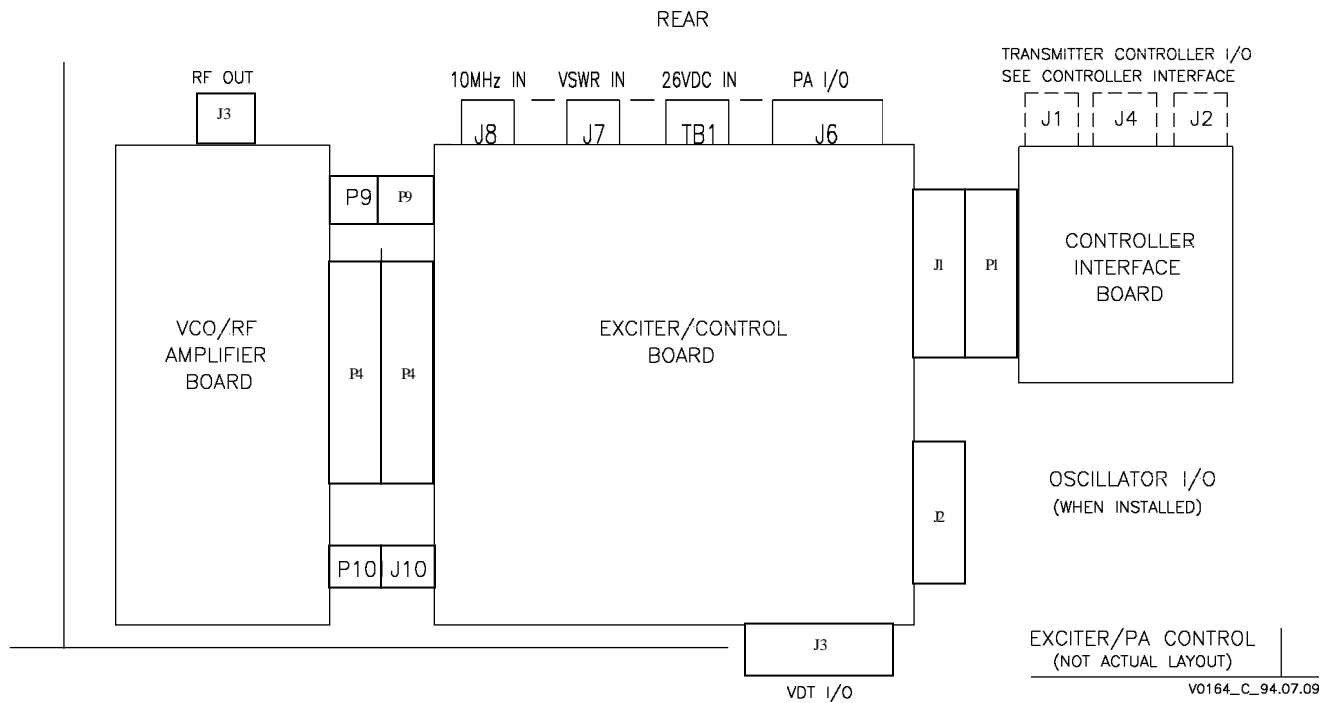 REAR
TRANSMITTER CONTROLLER I/O
SEE CONTROLLER INTERFACE
RF OUT
10MHz IN
VSWR IN
26VDC IN
PA I/O
J3
J8
J7
TB1
J6
J1
J4
J2
P9
P9
VCO/RF
AMPLIFIER
BOARD
P4
P4
EXCITER/CONTROL
BOARD
J1
P1
CONTROLLER
INTERFACE
BOARD
J2
OSCILLATOR I/O
(WHEN INSTALLED)
P10
J10
J3
VDT I/O
EXCITER/PA CONTROL
(NOT ACTUAL LAYOUT)
V0164_C_94.07.09